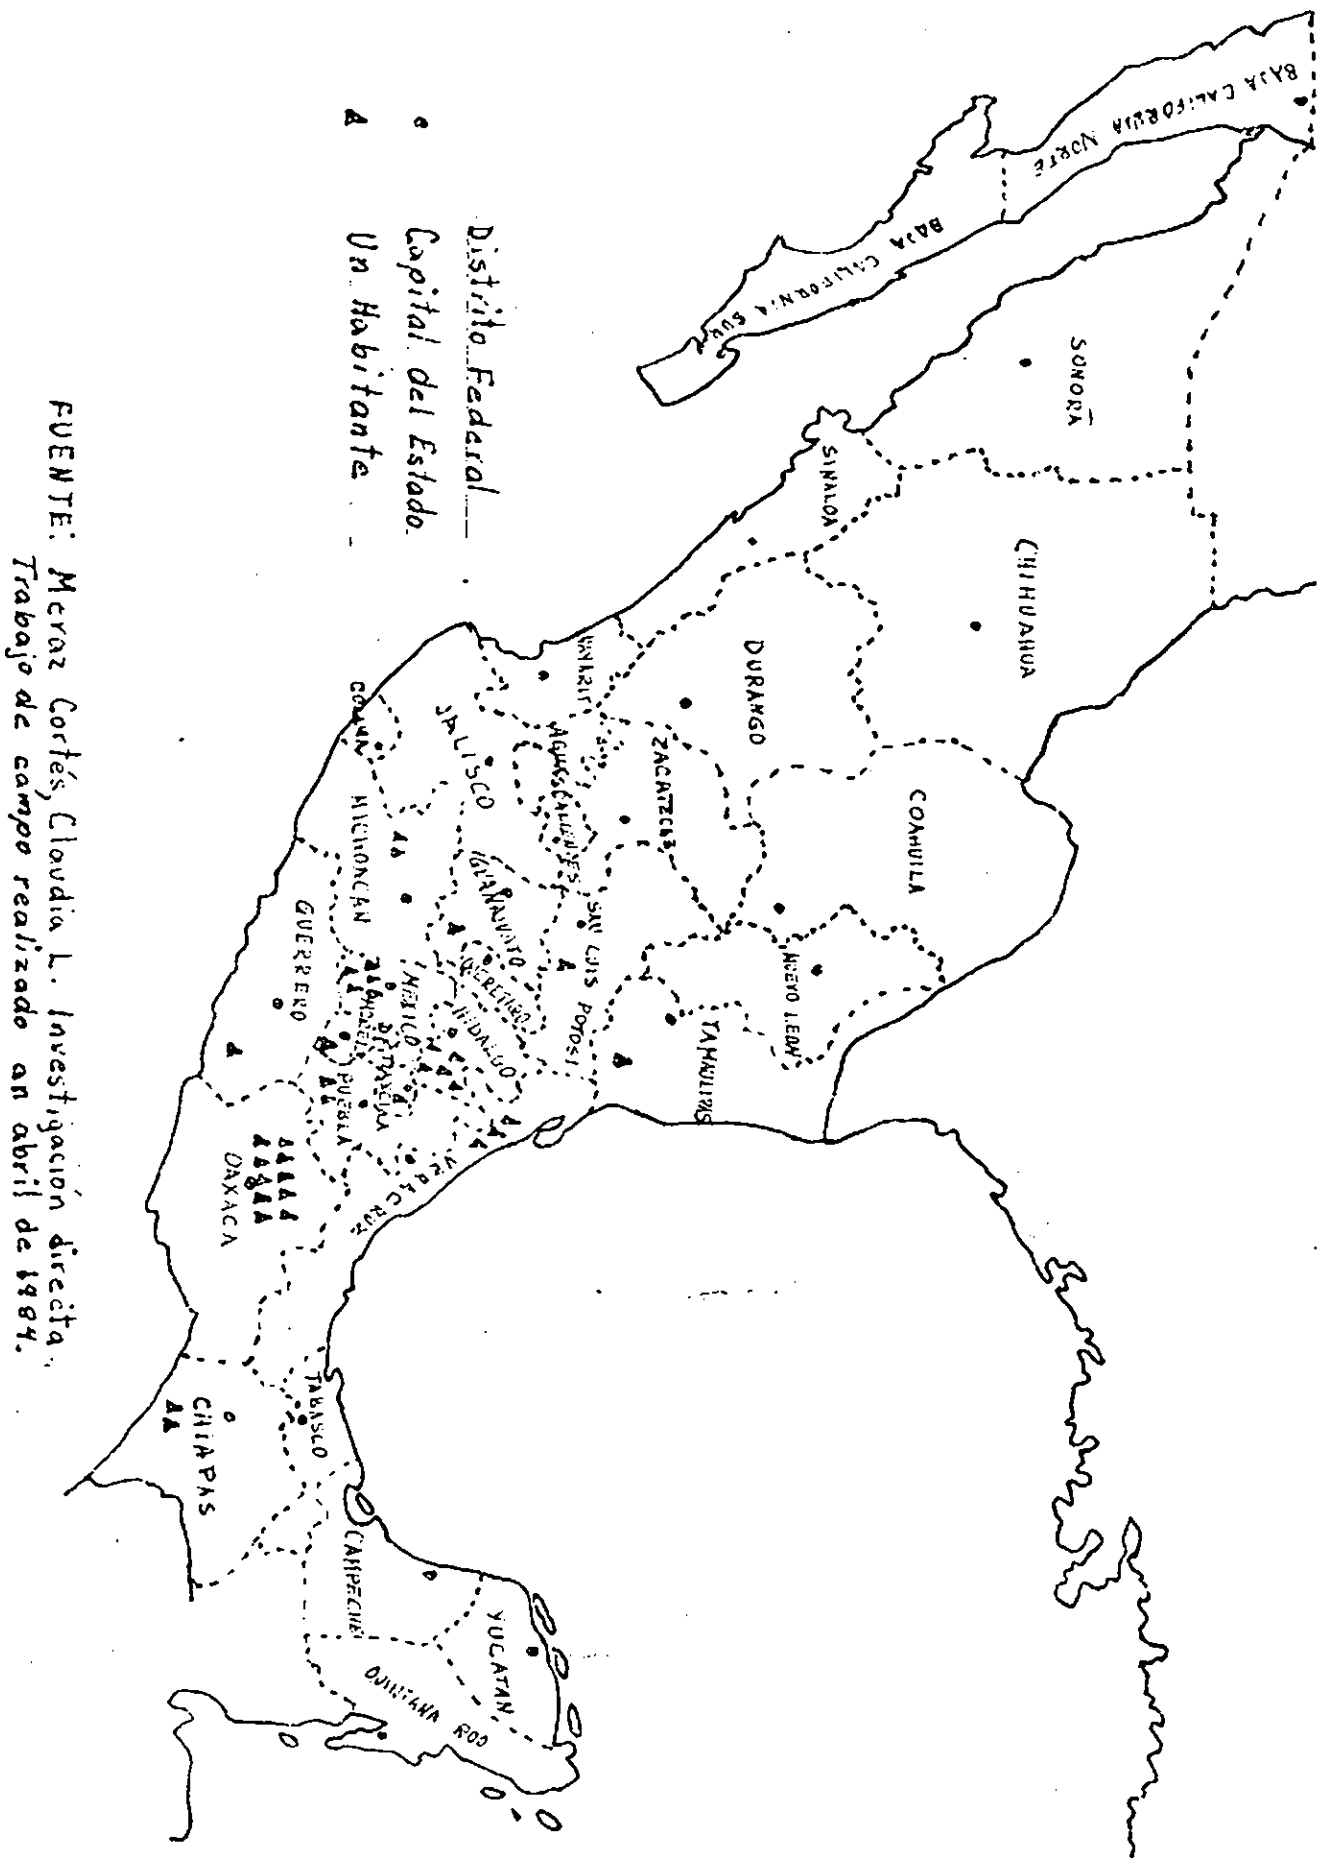 BAJA CALIFORNIA NORTE
BAJA CALIFORNIA SUR
SONORA
CHIHUAHUA
SINALOA
DURANGO
COAHUILA
NUEVO LEON
TAMAULIPAS
ZACATECAS
NAYARIT
AGUASCALIENTES
SAN LUIS POTOSI
JALISCO
COLIMA
MICHOACAN
GUANAJUATO
QUERETARO
HIDALGO
MEXICO
D.F.
TLAXCALA
PUEBLA
GUERRERO
VERACRUZ
OAXACA
TABASCO
CHIAPAS
CAMPECHE
YUCATAN
QUINTANA ROO
Distrito Federal
Capital del Estado
Un Habitante
FUENTE: Meraz Cortés, Claudia L. Investigación directa,
Trabajo de campo realizado an abril de 1984.